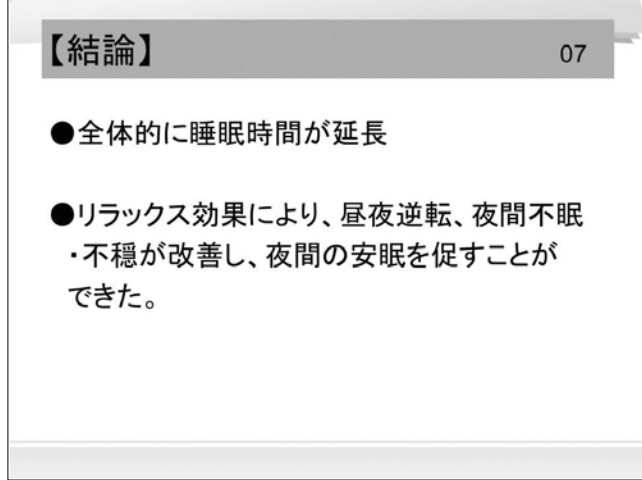 【結論】 07
●全体的に睡眠時間が延長
●リラックス効果により、昼夜逆転、夜間不眠
・不穏が改善し、夜間の安眠を促すことが
できた。